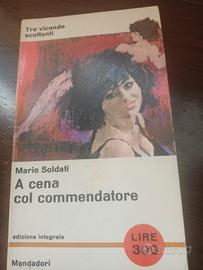 Tre vicende
scottanti
Mario Soldati
A cena
col commendatore
edizione integrale
LIRE
300
Mondadori